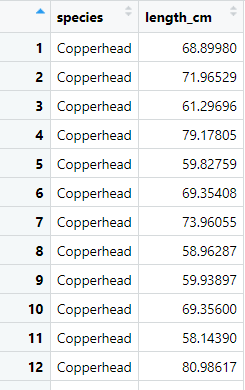 species length_cm
1 Copperhead 68.89980
2 Copperhead 71.96529
3 Copperhead 61.29696
4 Copperhead 79.17805
5 Copperhead 59.82759
6 Copperhead 69.35408
7 Copperhead 73.96055
8 Copperhead 58.96287
9 Copperhead 59.93897
10 Copperhead 69.35600
11 Copperhead 58.14390
12 Copperhead 80.98617